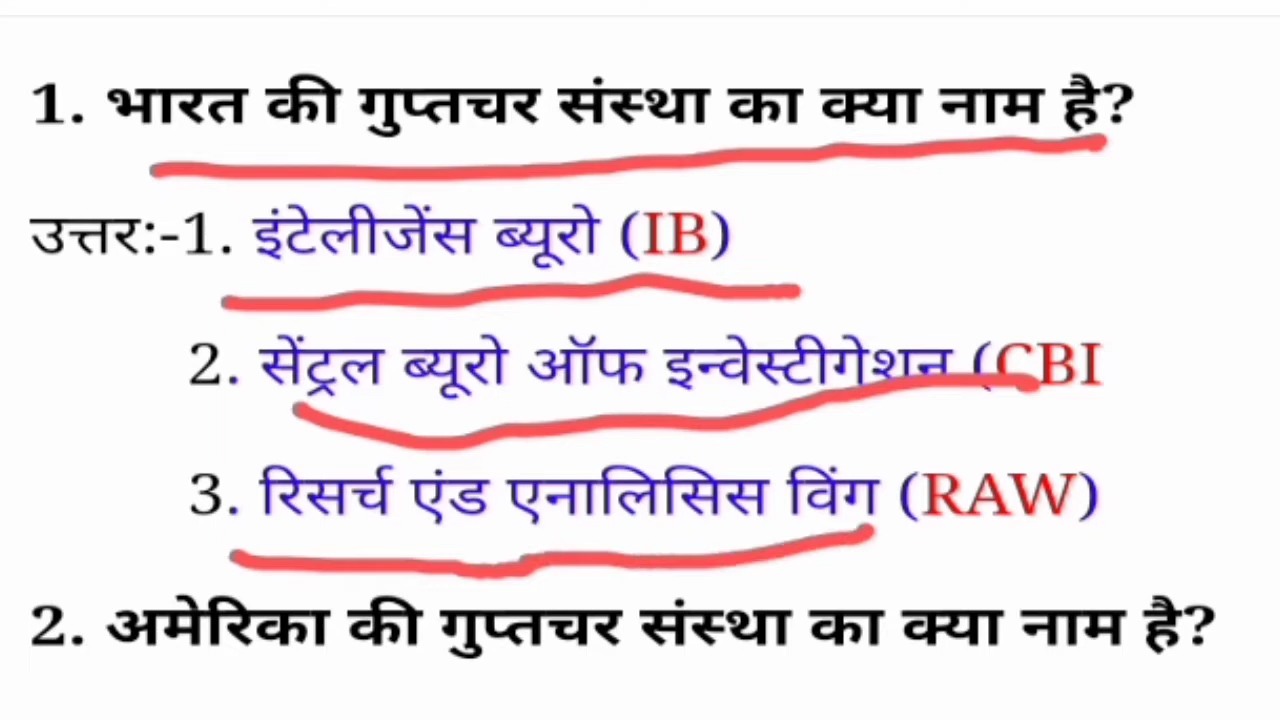 1. भारत की गुप्तचर संस्था का क्या नाम है?
उत्तर:-1. इंटेलीजेंस ब्यूरो (IB)
2. सेंट्रल ब्यूरो ऑफ इन्वेस्टीगेशन (CBI
3. रिसर्च एंड एनालिसिस विंग (RAW)
2. अमेरिका की गुप्तचर संस्था का क्या नाम है?